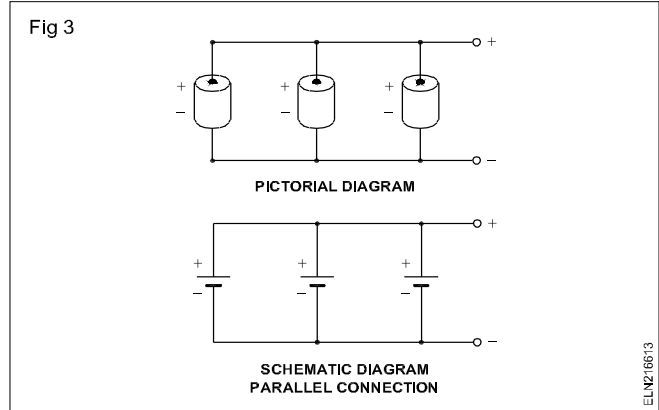 Fig 3
+
+ + +
− − −
−
PICTORIAL DIAGRAM
+
+ + +
− − −
−
SCHEMATIC DIAGRAM
PARALLEL CONNECTION
ELN216613